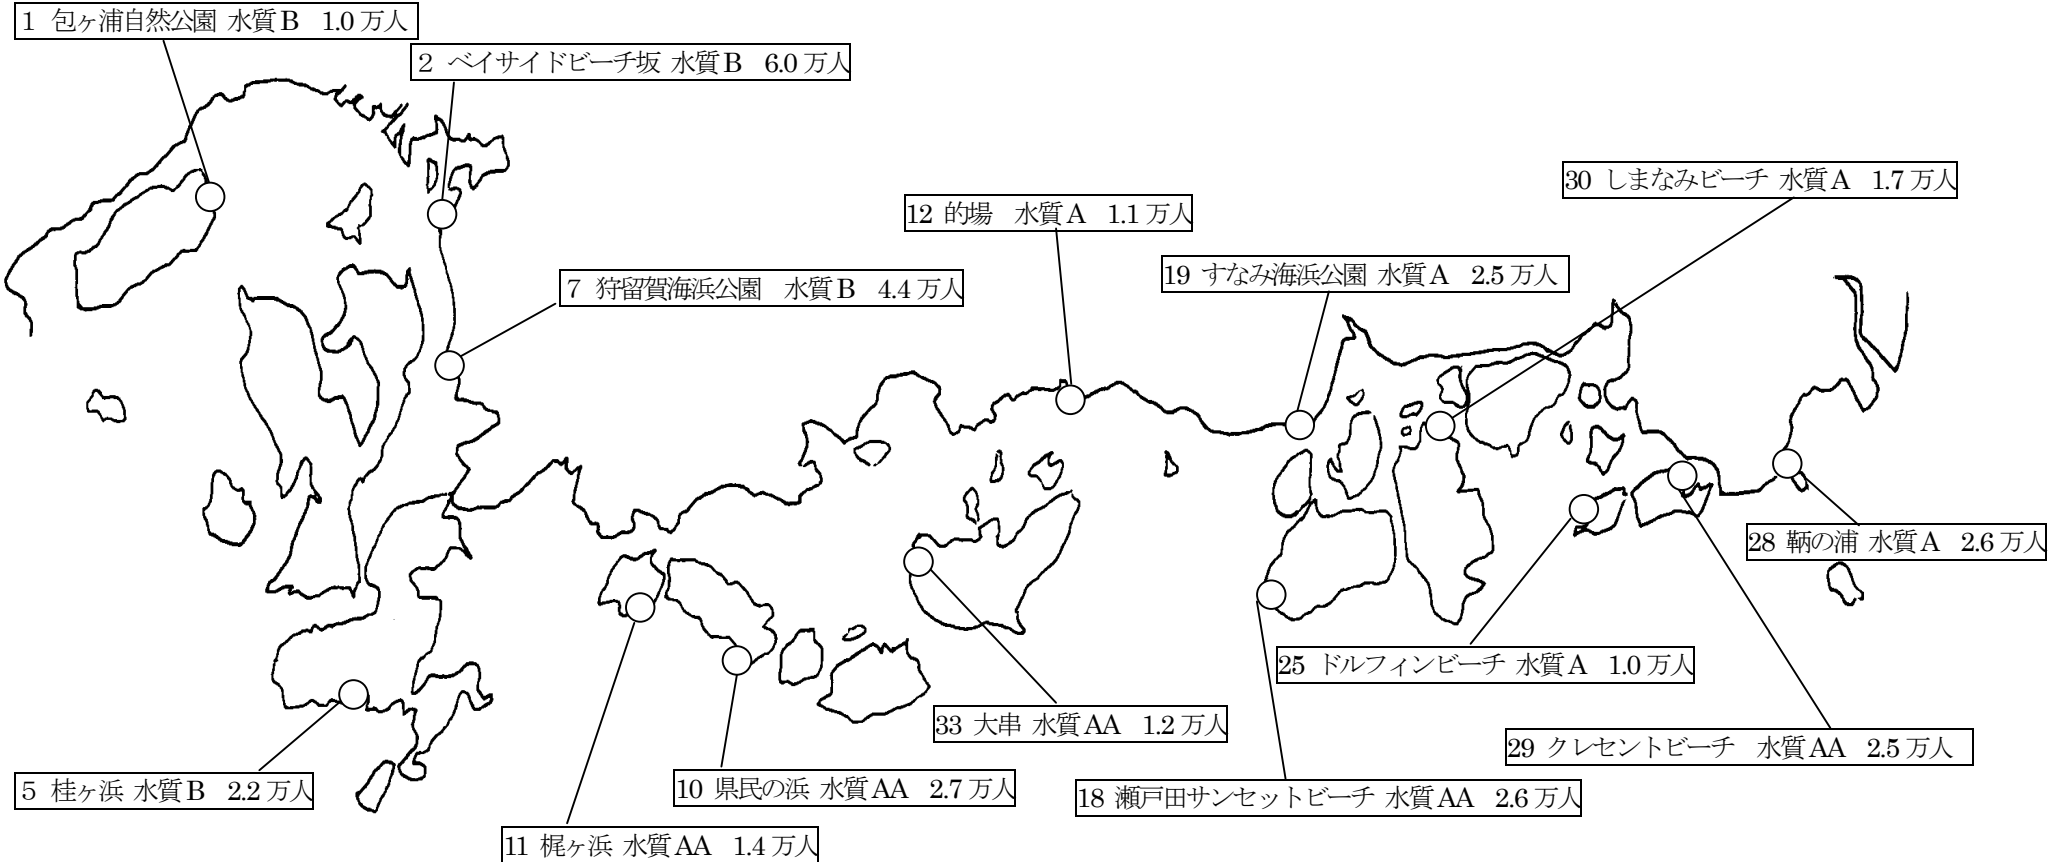 1 包ヶ浦自然公園 水質B 1.0万人
2 ベイサイドビーチ坂 水質B 6.0万人
30 しまなみビーチ 水質A 1.7万人
12 的場 水質A 1.1万人
19 すなみ海浜公園 水質A 2.5万人
7 狩留賀海浜公園 水質B 4.4万人
28 鞆の浦 水質A 2.6万人
25 ドルフィンビーチ 水質A 1.0万人
33 大串 水質AA 1.2万人
29 クレセントビーチ 水質AA 2.5万人
5 桂ヶ浜 水質B 2.2万人
10 県民の浜 水質AA 2.7万人
18 瀬戸田サンセットビーチ 水質AA 2.6万人
11 梶ヶ浜 水質AA 1.4万人